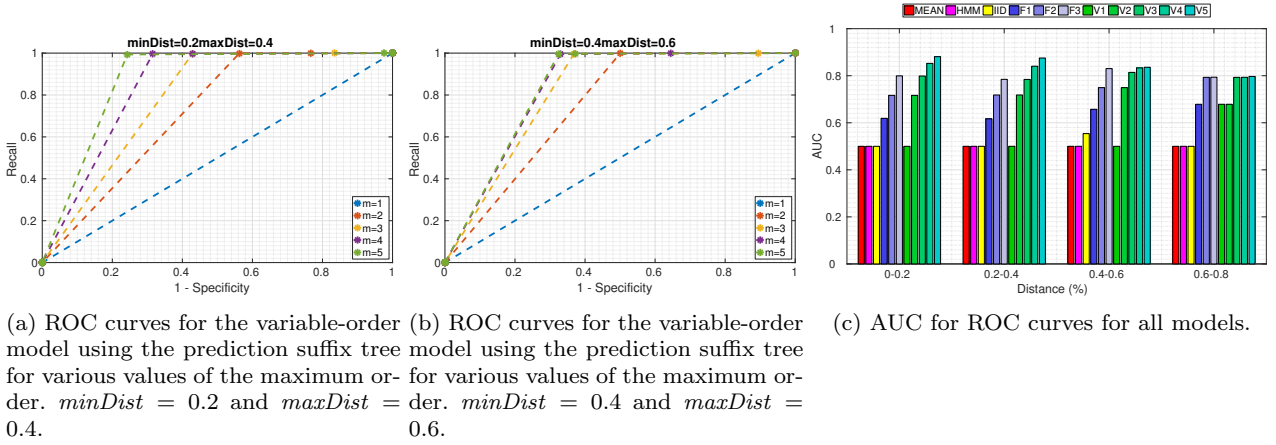 minDist=0.2maxDist=0.4
1
0.8
0.6
0.4
0.2
0
Recall
0 0.2 0.4 0.6 0.8 1
1 - Specificity
m=1
m=2
m=3
m=4
m=5
minDist=0.4maxDist=0.6
1
0.8
0.6
0.4
0.2
0
Recall
0 0.2 0.4 0.6 0.8 1
1 - Specificity
m=1
m=2
m=3
m=4
m=5
MEAN HMM IID F1 F2 F3 V1 V2 V3 V4 V5
1
0.8
0.6
0.4
0.2
0
AUC
0-0.2 0.2-0.4 0.4-0.6 0.6-0.8
Distance (%)
(a) ROC curves for the variable-order
model using the prediction suffix tree
for various values of the maximum or-
der. minDist = 0.2 and maxDist =
0.4.
(b) ROC curves for the variable-order
model using the prediction suffix tree
for various values of the maximum or-
der. minDist = 0.4 and maxDist =
0.6.
(c) AUC for ROC curves for all models.